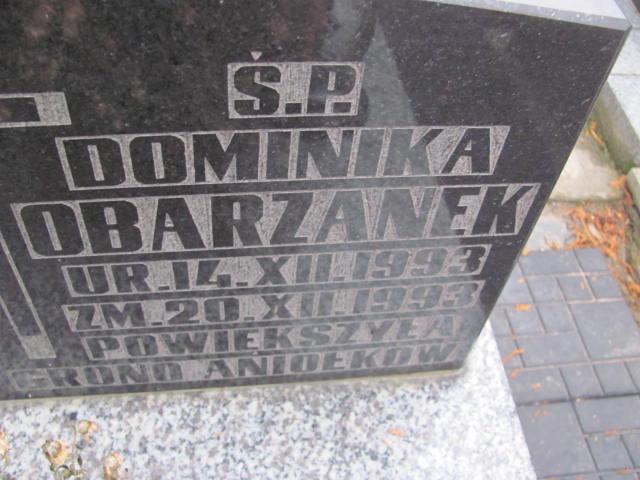 Ś.P.
DOMINIKA
OBARZANEK
UR.14.XII.1993
ZM.20.XII.1993
POWIĘKSZYŁA
GRONO ANIOŁKÓW